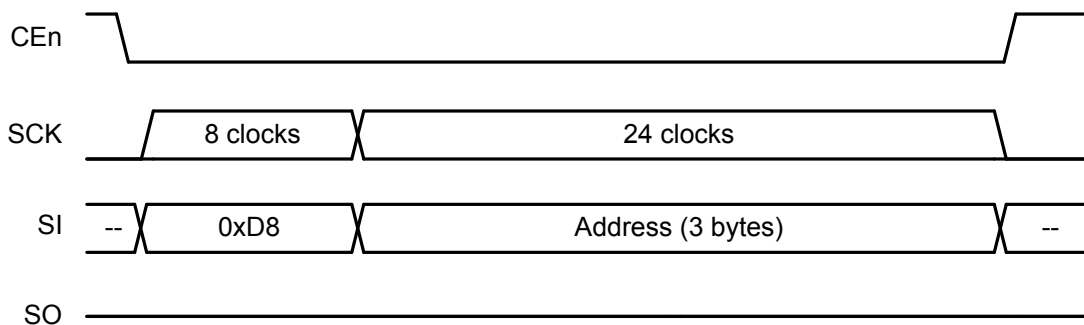 CEn
SCK 8 clocks 24 clocks
SI -- 0xD8 Address (3 bytes) --
SO